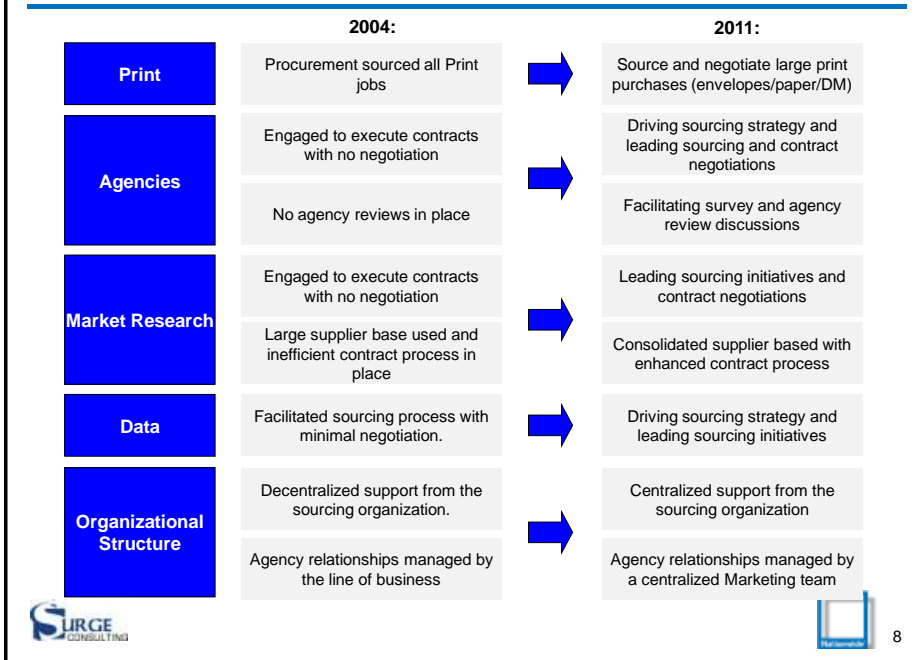 2004:
2011:
Print
Procurement sourced all Print
jobs
Source and negotiate large print
purchases (envelopes/paper/DM)
Agencies
Engaged to execute contracts
with no negotiation
Driving sourcing strategy and
leading sourcing and contract
negotiations
No agency reviews in place
Facilitating survey and agency
review discussions
Market Research
Engaged to execute contracts
with no negotiation
Leading sourcing initiatives and
contract negotiations
Large supplier base used and
inefficient contract process in
place
Consolidated supplier based with
enhanced contract process
Data
Facilitated sourcing process with
minimal negotiation.
Driving sourcing strategy and
leading sourcing initiatives
Organizational
Structure
Decentralized support from the
sourcing organization.
Centralized support from the
sourcing organization
Agency relationships managed by
the line of business
Agency relationships managed by
a centralized Marketing team
SURGE
CONSULTING
Nationwide
8